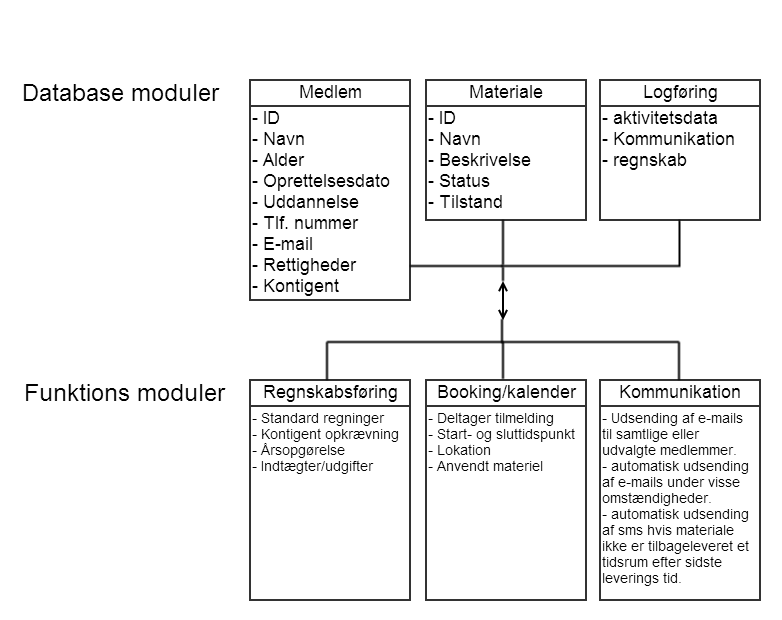 Database moduler
Medlem
- ID
- Navn
- Alder
- Oprettelsesdato
- Uddannelse
- Tlf. nummer
- E-mail
- Rettigheder
- Kontigent
Materiale
- ID
- Navn
- Beskrivelse
- Status
- Tilstand
Logføring
- aktivitetsdata
- Kommunikation
- regnskab
Funktions moduler
Regnskabsføring
- Standard regninger
- Kontigent opkrævning
- Årsopgørelse
- Indtægter/udgifter
Booking/kalender
- Deltager tilmelding
- Start- og sluttidspunkt
- Lokation
- Anvendt materiel
Kommunikation
- Udsending af e-mails
til samtlige eller
udvalgte medlemmer.
- automatisk udsending
af e-mails under visse
omstændigheder.
- automatisk udsending
af sms hvis materiale
ikke er tilbageleveret et
tidsrum efter sidste
leverings tid.